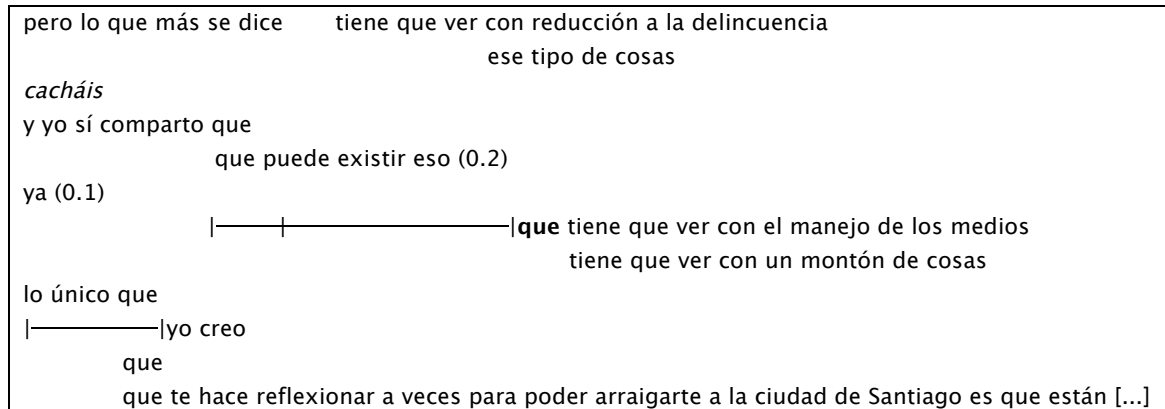 pero lo que más se dice tiene que ver con reducción a la delincuencia
ese tipo de cosas
cacháis
y yo sí comparto que
que puede existir eso (0.2)
ya (0.1)
que tiene que ver con el manejo de los medios
tiene que ver con un montón de cosas
lo único que
yo creo
que
que te hace reflexionar a veces para poder arraigarte a la ciudad de Santiago es que están [...]